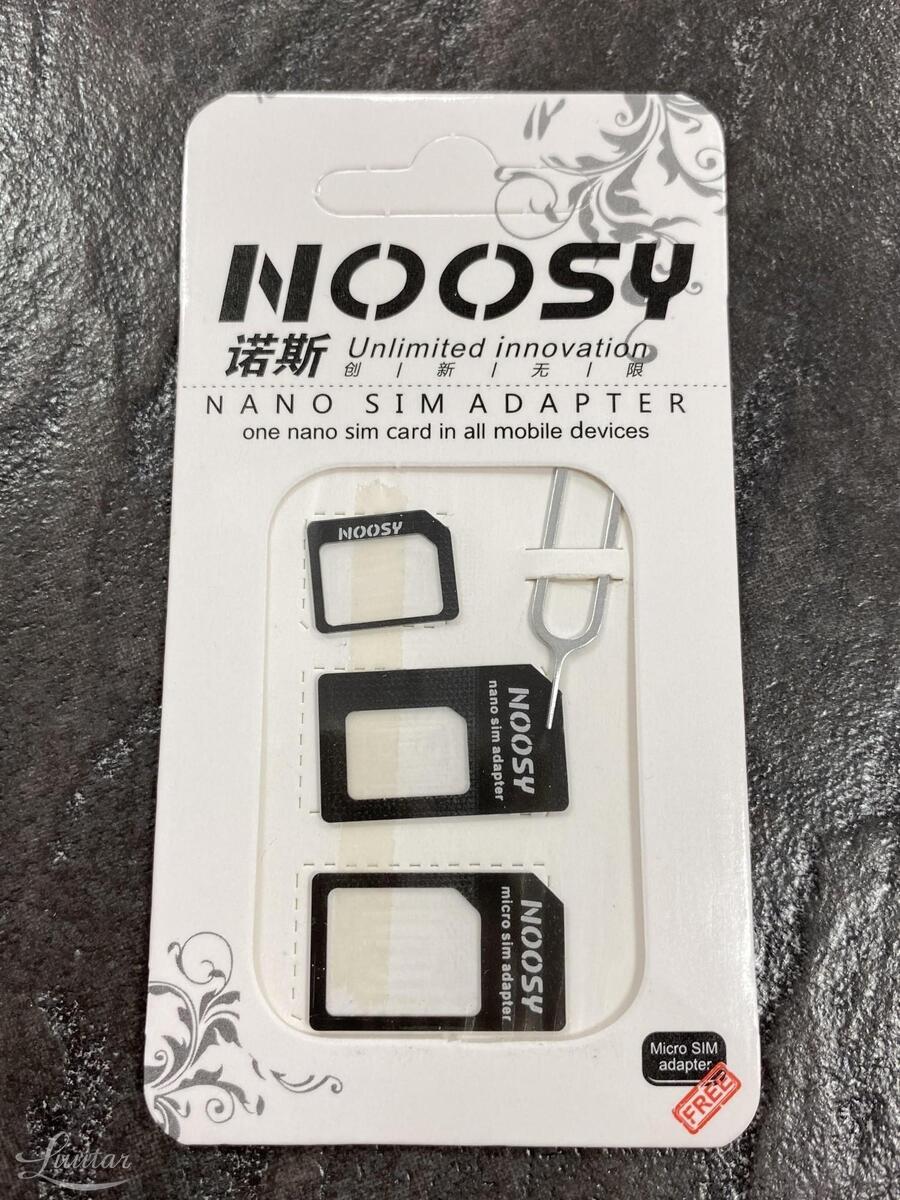 NOOSY
诺斯 Unlimited innovation
创 | 新 | 无 | 限
NANO SIM ADAPTER
one nano sim card in all mobile devices
NOOSY
NOOSY
nano sim adapter
NOOSY
micro sim adapter
Micro SIM
adapter
FREE
Luutar